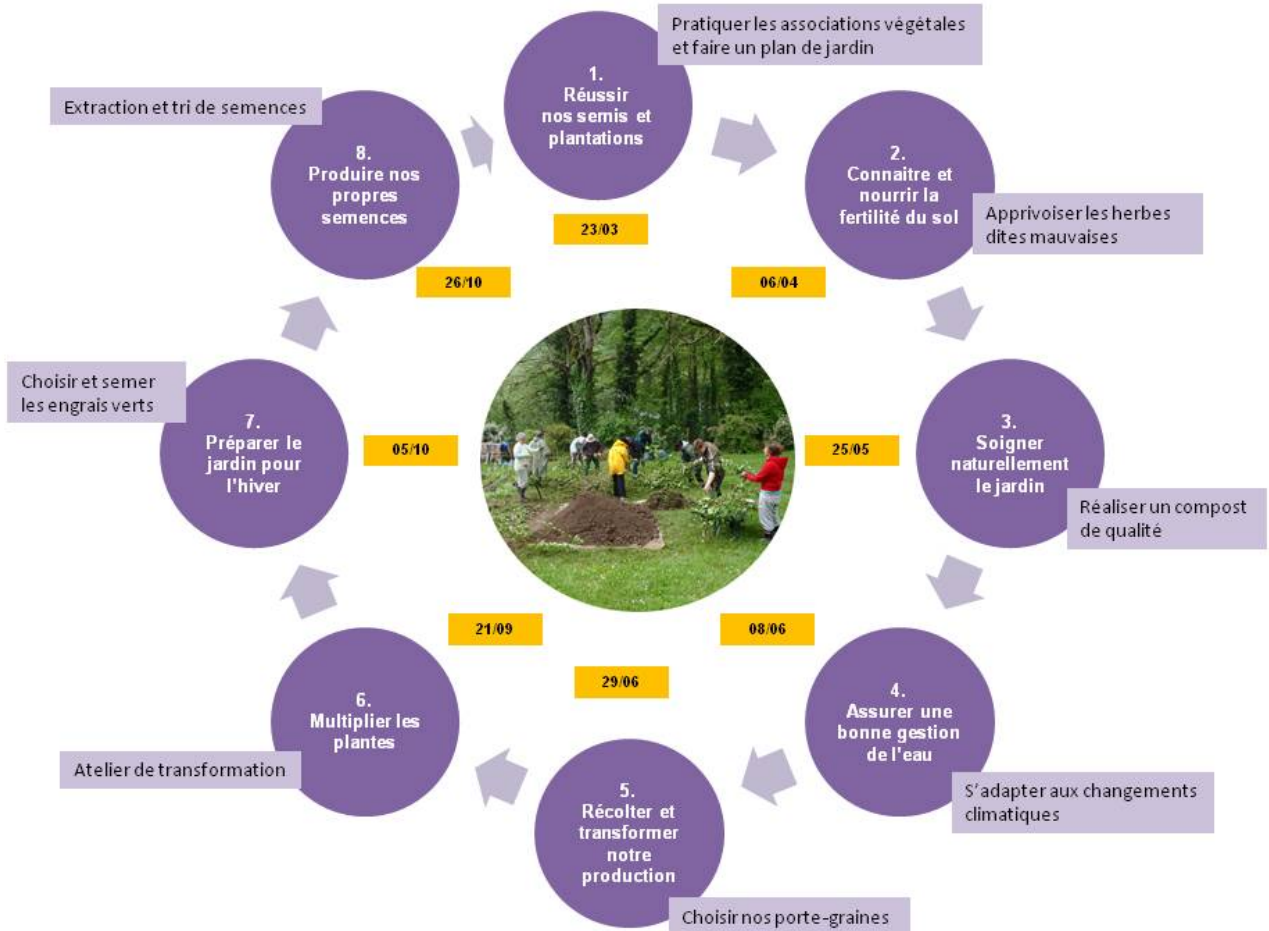 Pratiquer les associations végétales
et faire un plan de jardin
1.
Réussir
nos semis et
plantations
23/03
2.
Connaitre et
nourrir la
fertilité du sol
Apprivoiser les herbes
dites mauvaises
06/04
3.
Soigner
naturellement
le jardin
Réaliser un compost
de qualité
25/05
4.
Assurer une
bonne gestion
de l'eau
S'adapter aux changements
climatiques
08/06
5.
Récolter et
transformer
notre
production
Choisir nos porte-graines
29/06
6.
Multiplier les
plantes
Atelier de transformation
21/09
7.
Préparer le
jardin pour
l'hiver
Choisir et semer
les engrais verts
05/10
8.
Produire nos
propres
semences
Extraction et tri de semences
26/10